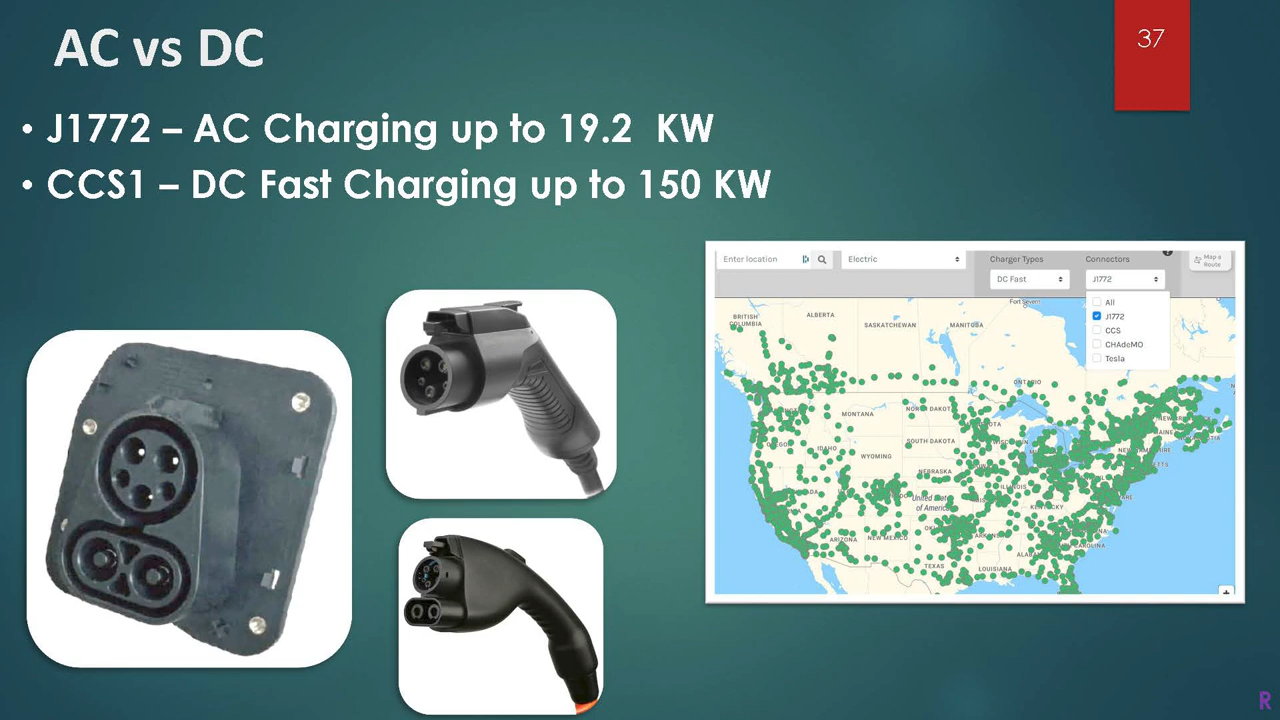 AC vs DC
37
• J1772 – AC Charging up to 19.2 KW
• CCS1 – DC Fast Charging up to 150 KW
Enter location
Electric
Charger Types
Connectors
Map a
Route
DC Fast
J1772
All
J1772
CCS
CHAdeMO
Tesla
Fort Severn
BRITISH
COLUMBIA
ALBERTA
SASKATCHEWAN
MANITOBA
ONTARIO
MONTANA
NORTH DAKOTA
OREGON
IDAHO
SOUTH DAKOTA
WYOMING
NEBRASKA
ILLINOIS
United States
of America
KENTUCKY
ARIZONA
NEW MEXICO
TEXAS
LOUISIANA
R